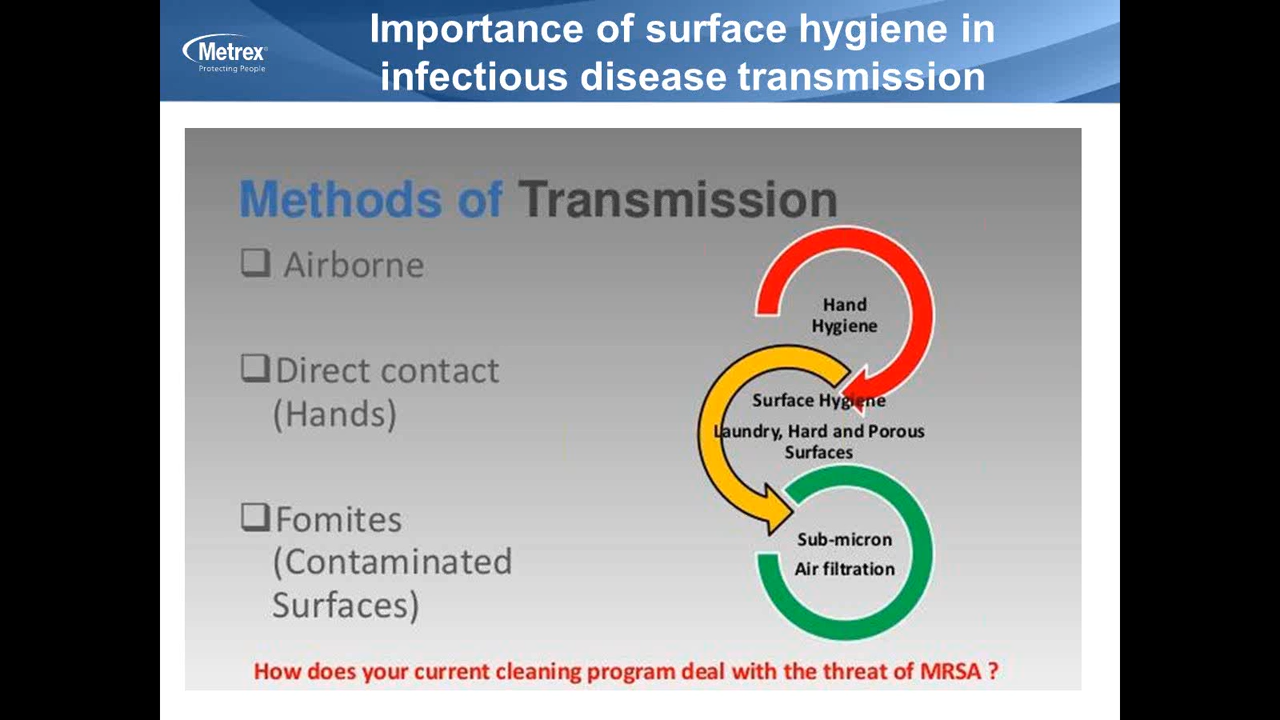 Metrex®
Protecting People
Importance of surface hygiene in
infectious disease transmission
Methods of Transmission
Airborne
Direct contact
(Hands)
Fomites
(Contaminated
Surfaces)
Hand
Hygiene
Surface Hygiene
Laundry, Hard and Porous
Surfaces
Sub-micron
Air filtration
How does your current cleaning program deal with the threat of MRSA ?